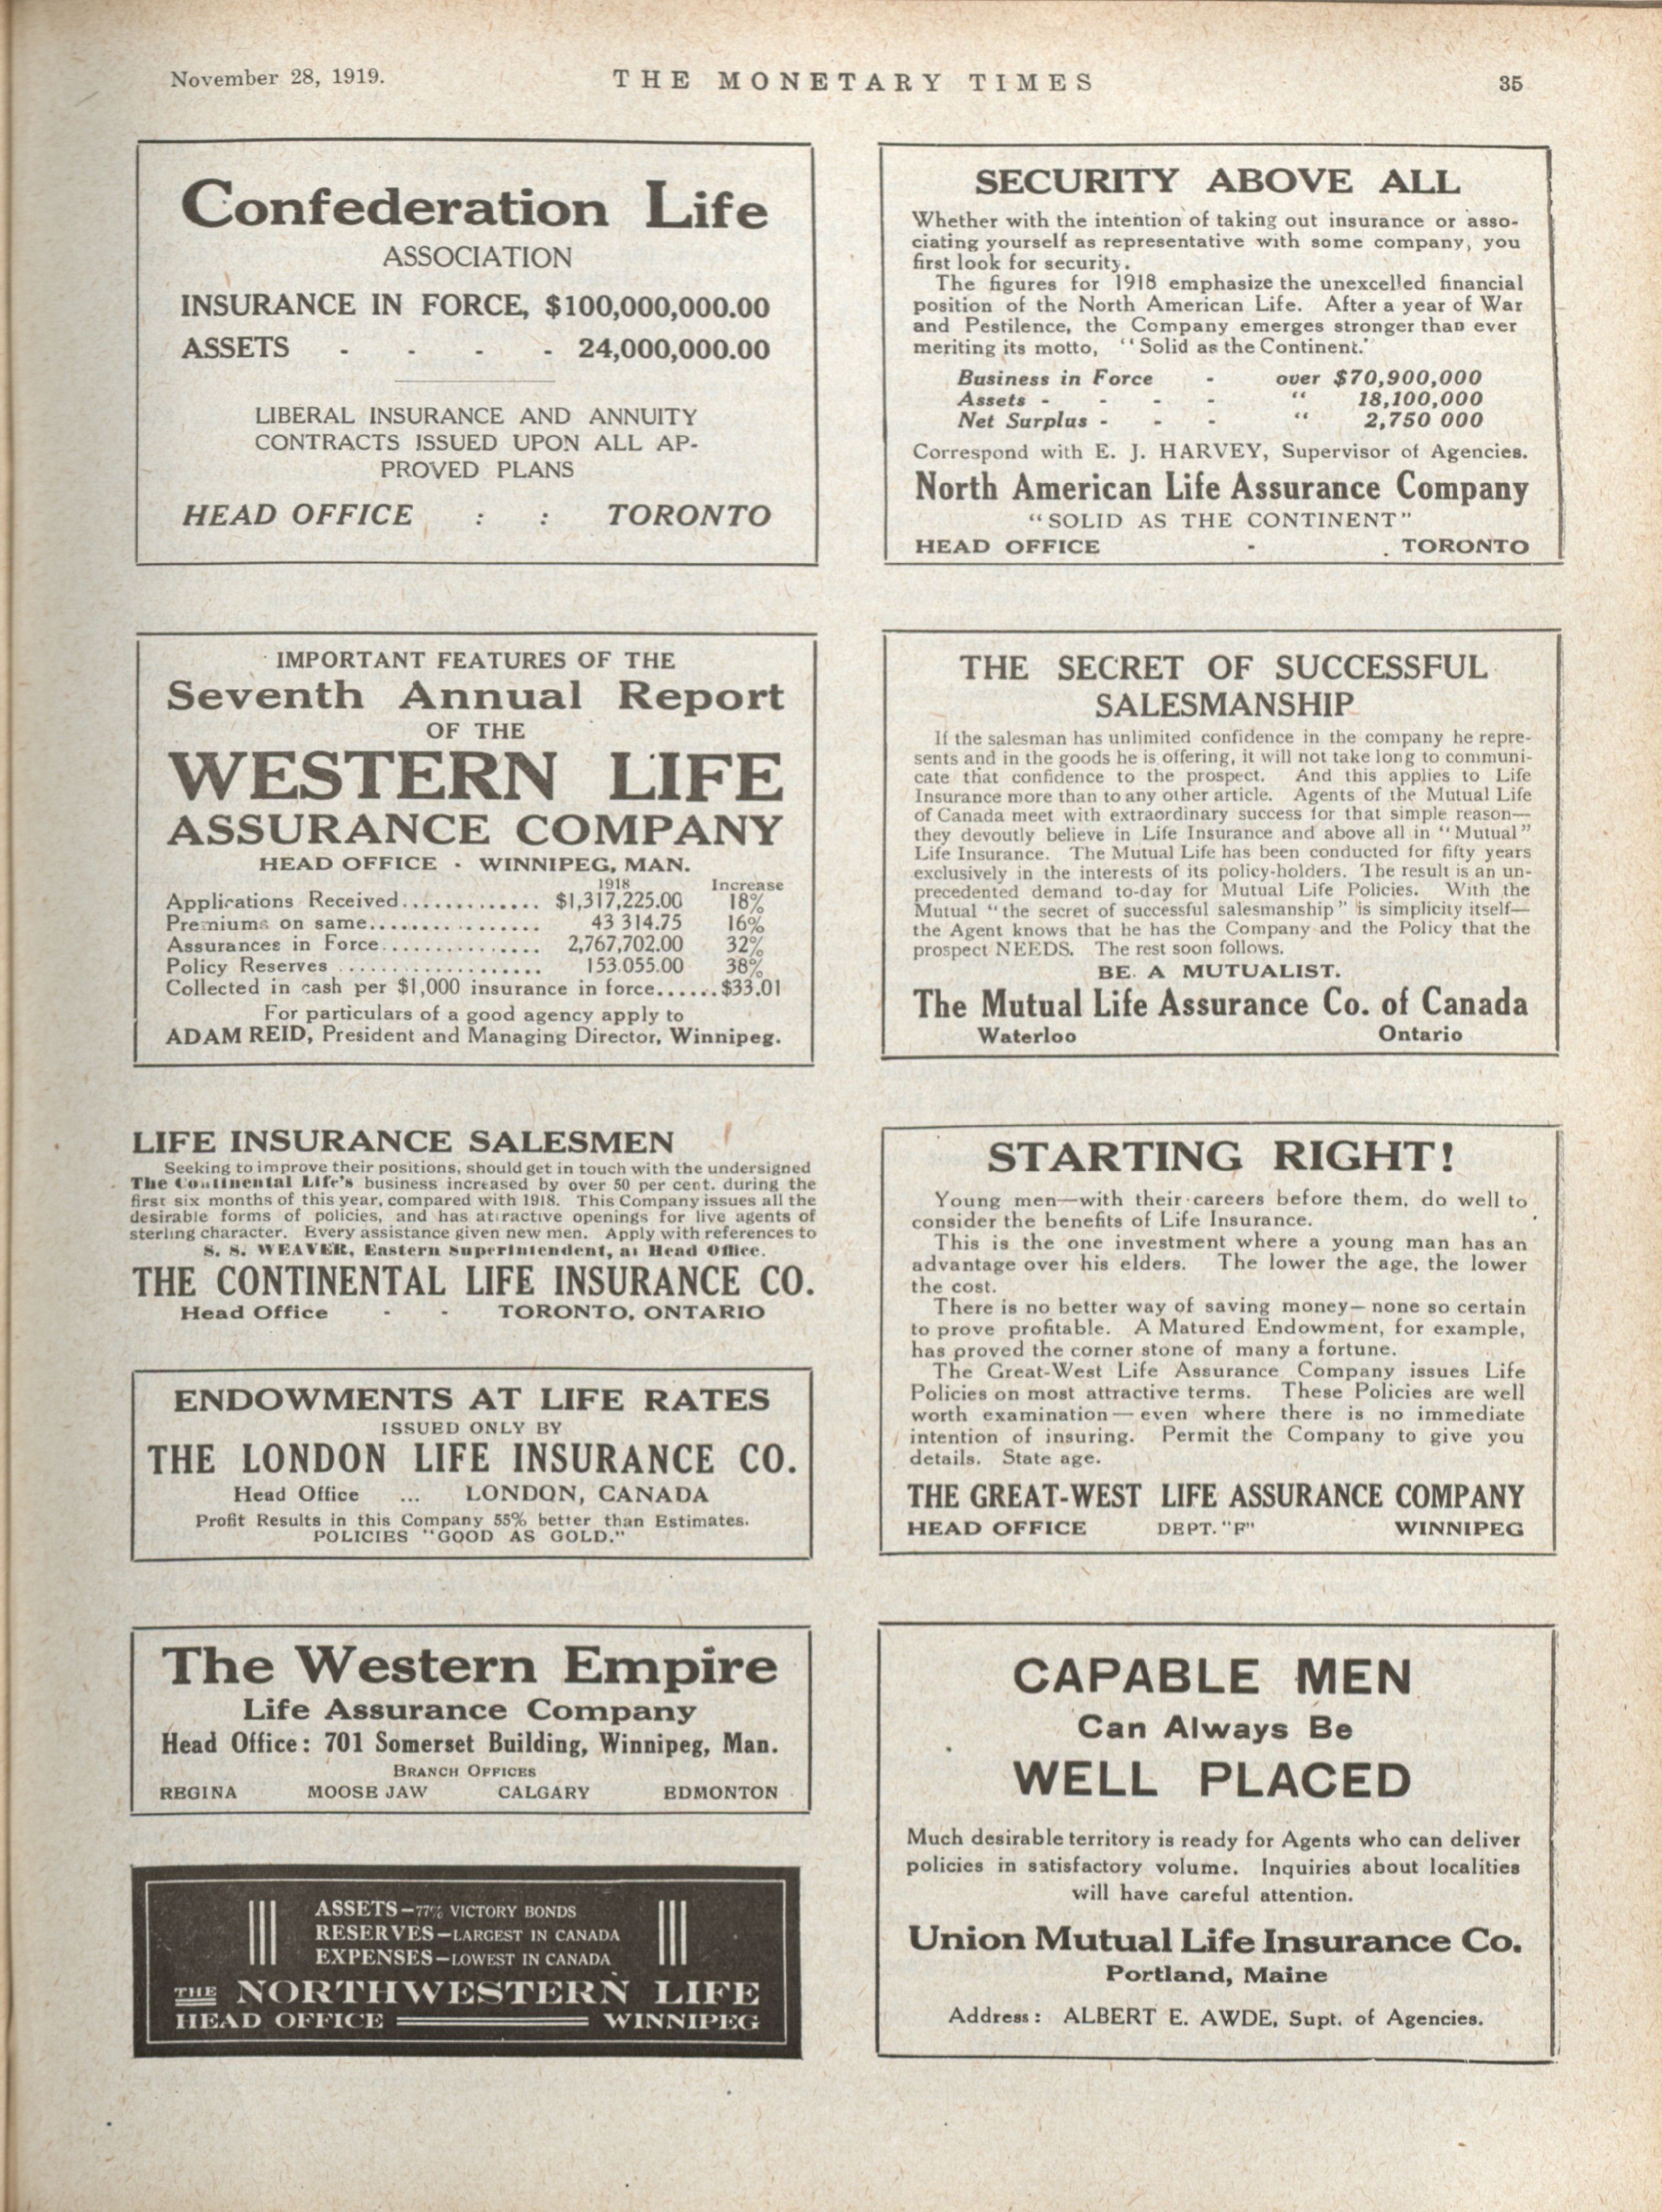 November 28, 1919.
THE MONETARY TIMES
35
Confederation Life
ASSOCIATION
INSURANCE IN FORCE, $100,000,000.00
ASSETS - - - - 24,000,000.00
LIBERAL INSURANCE AND ANNUITY
CONTRACTS ISSUED UPON ALL AP-
PROVED PLANS
HEAD OFFICE : : TORONTO
IMPORTANT FEATURES OF THE
Seventh Annual Report
OF THE
WESTERN LIFE
ASSURANCE COMPANY
HEAD OFFICE - WINNIPEG, MAN.
1918 Increase
Applications Received............. $1,317,225.00 18%
Premiums on same................ 43 314.75 16%
Assurances in Force............... 2,767,702.00 32%
Policy Reserves ................... 153.055.00 38%
Collected in cash per $1,000 insurance in force......$33.01
For particulars of a good agency apply to
ADAM REID, President and Managing Director, Winnipeg.
LIFE INSURANCE SALESMEN
Seeking to improve their positions, should get in touch with the undersigned
The Continental Life's business increased by over 50 per cent. during the
first six months of this year, compared with 1918. This Company issues all the
desirable forms of policies, and has attractive openings for live agents of
sterling character. Every assistance given new men. Apply with references to
S. S. WEAVER, Eastern Superintendent, at Head Office.
THE CONTINENTAL LIFE INSURANCE CO.
Head Office - - TORONTO, ONTARIO
ENDOWMENTS AT LIFE RATES
ISSUED ONLY BY
THE LONDON LIFE INSURANCE CO.
Head Office ... LONDON, CANADA
Profit Results in this Company 55% better than Estimates.
POLICIES "GOOD AS GOLD."
The Western Empire
Life Assurance Company
Head Office: 701 Somerset Building, Winnipeg, Man.
BRANCH OFFICES
REGINA MOOSE JAW CALGARY EDMONTON
ASSETS—77% VICTORY BONDS
RESERVES—LARGEST IN CANADA
EXPENSES—LOWEST IN CANADA
THE NORTHWESTERN LIFE
HEAD OFFICE WINNIPEG
SECURITY ABOVE ALL
Whether with the intention of taking out insurance or asso-
ciating yourself as representative with some company, you
first look for security.
The figures for 1918 emphasize the unexcelled financial
position of the North American Life. After a year of War
and Pestilence, the Company emerges stronger than ever
meriting its motto, "Solid as the Continent."
Business in Force - over $70,900,000
Assets - - - - " 18,100,000
Net Surplus - - - " 2,750 000
Correspond with E. J. HARVEY, Supervisor of Agencies.
North American Life Assurance Company
"SOLID AS THE CONTINENT"
HEAD OFFICE - . TORONTO
THE SECRET OF SUCCESSFUL
SALESMANSHIP
If the salesman has unlimited confidence in the company he repre-
sents and in the goods he is offering, it will not take long to communi-
cate that confidence to the prospect. And this applies to Life
Insurance more than to any other article. Agents of the Mutual Life
of Canada meet with extraordinary success for that simple reason—
they devoutly believe in Life Insurance and above all in "Mutual"
Life Insurance. The Mutual Life has been conducted for fifty years
exclusively in the interests of its policy-holders. The result is an un-
precedented demand to-day for Mutual Life Policies. With the
Mutual "the secret of successful salesmanship" is simplicity itself—
the Agent knows that he has the Company and the Policy that the
prospect NEEDS. The rest soon follows.
BE A MUTUALIST.
The Mutual Life Assurance Co. of Canada
Waterloo Ontario
STARTING RIGHT!
Young men—with their careers before them, do well to
consider the benefits of Life Insurance.
This is the one investment where a young man has an
advantage over his elders. The lower the age, the lower
the cost.
There is no better way of saving money—none so certain
to prove profitable. A Matured Endowment, for example,
has proved the corner stone of many a fortune.
The Great-West Life Assurance Company issues Life
Policies on most attractive terms. These Policies are well
worth examination—even where there is no immediate
intention of insuring. Permit the Company to give you
details. State age.
THE GREAT-WEST LIFE ASSURANCE COMPANY
HEAD OFFICE DEPT. "F" WINNIPEG
CAPABLE MEN
Can Always Be
WELL PLACED
Much desirable territory is ready for Agents who can deliver
policies in satisfactory volume. Inquiries about localities
will have careful attention.
Union Mutual Life Insurance Co.
Portland, Maine
Address: ALBERT E. AWDE, Supt. of Agencies.